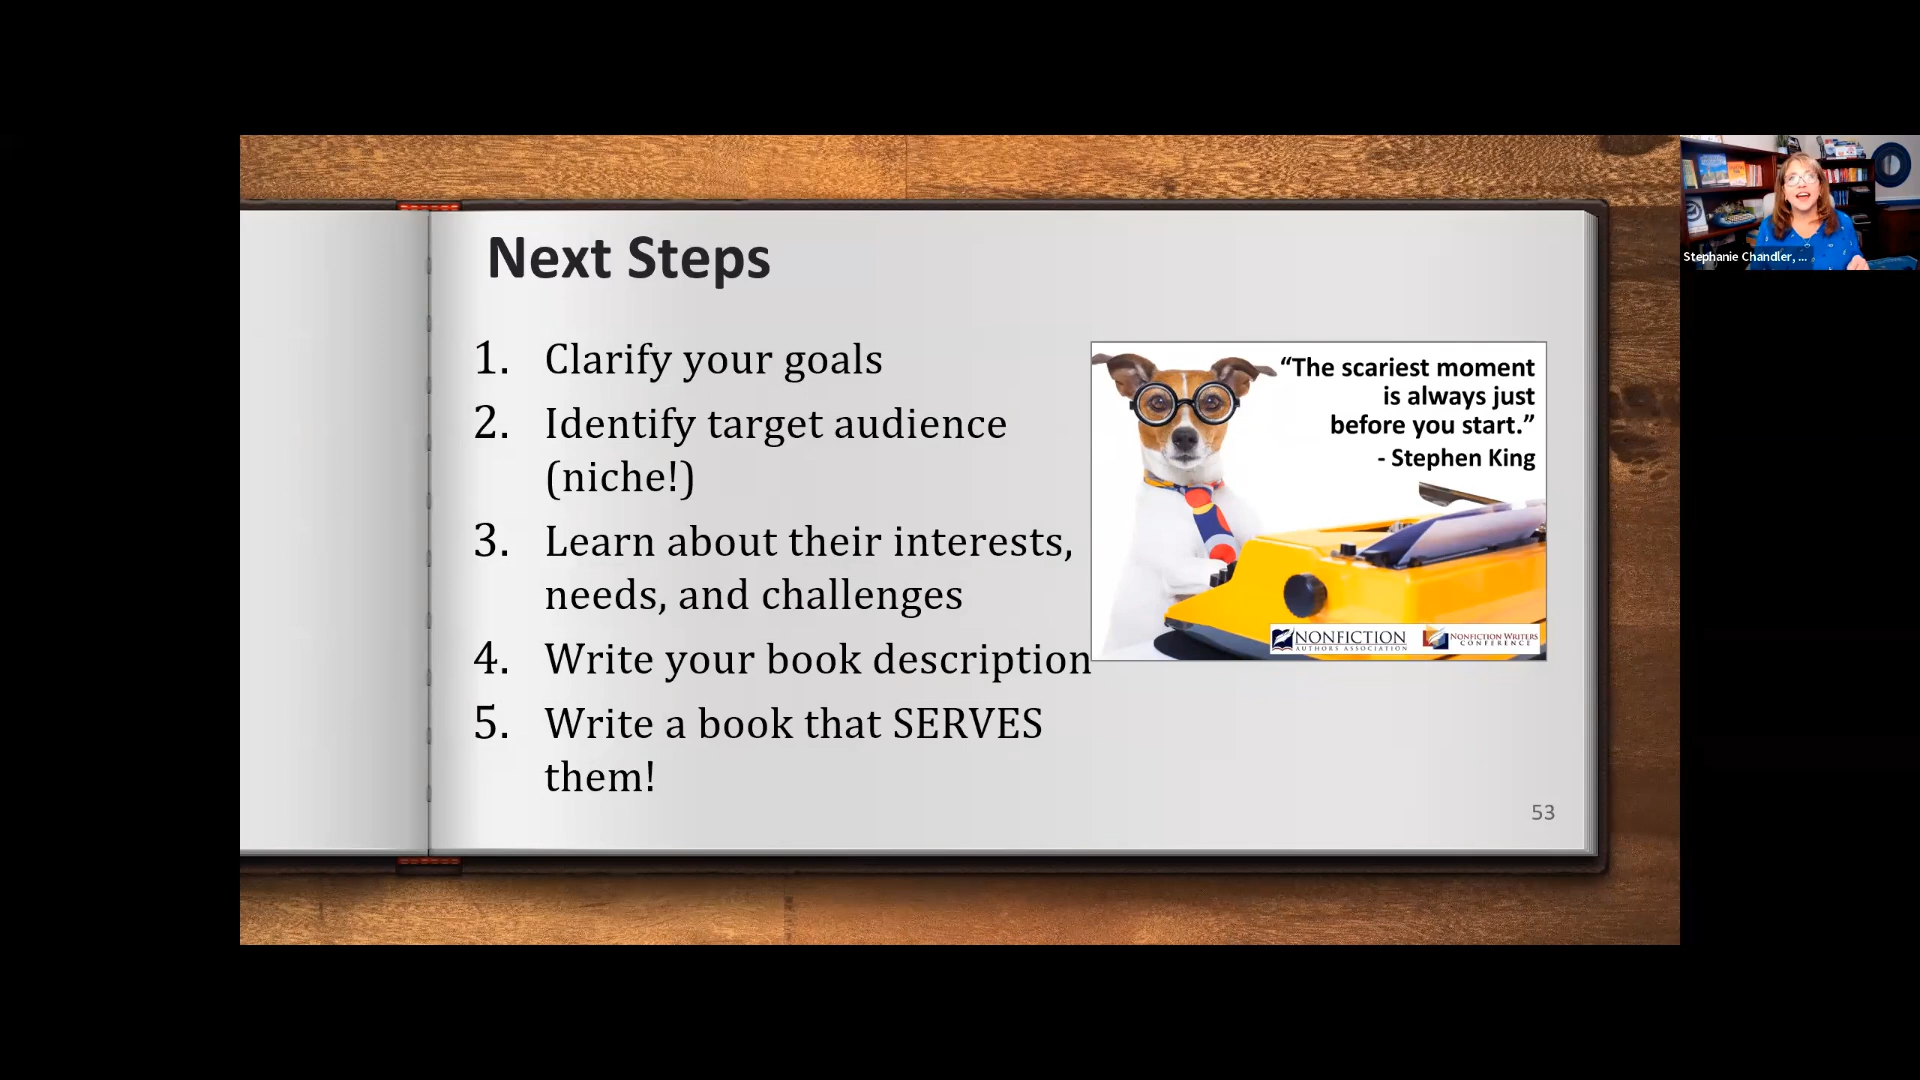 Next Steps
1. Clarify your goals
2. Identify target audience
(niche!)
3. Learn about their interests,
needs, and challenges
4. Write your book description
5. Write a book that SERVES
them!
“The scariest moment
is always just
before you start.”
- Stephen King
NONFICTION
AUTHORS ASSOCIATION
NONFICTION WRITERS
CONFERENCE
53
Stephanie Chandler, ...